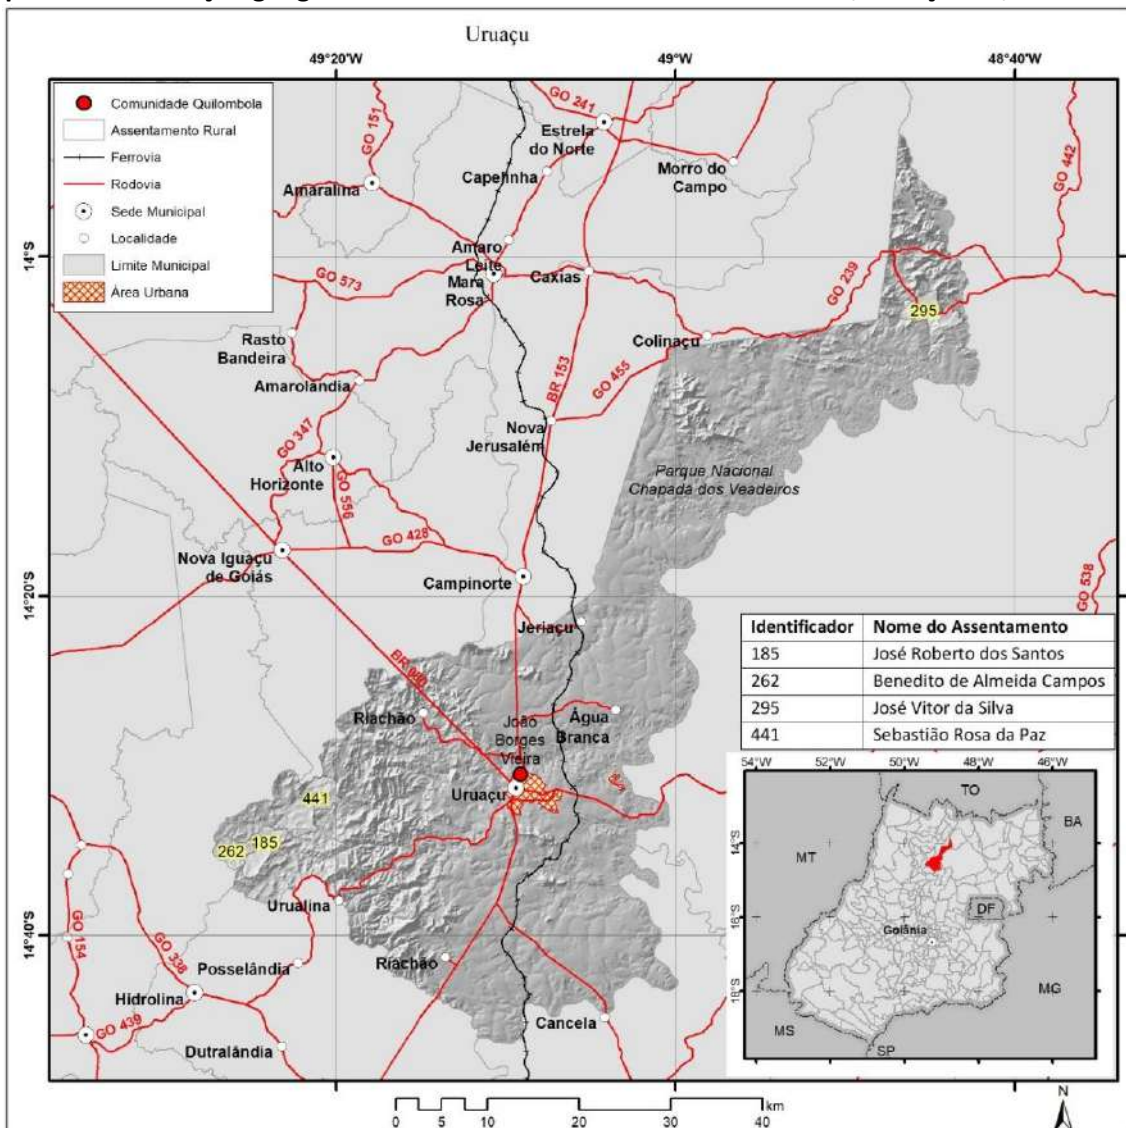 Uruaçu
49°20'W
49°W
48°40'W
Comunidade Quilombola
Assentamento Rural
Ferrovia
Rodovia
Sede Municipal
Localidade
Limite Municipal
Área Urbana
GO 151
GO 241
Estrela
do Norte
Capelinha
Morro do
Campo
GO 442
Amaralina
14°S
Amaro
Leite
Mara
Rosa
GO 573
Caxias
GO 239
295
Rasto
Bandeira
Colinaçu
Amarolândia
BR 153
GO 455
Nova
Jerusalém
GO 347
Alto
Horizonte
GO 556
Parque Nacional
Chapada dos Veadeiros
GO 428
Nova Iguaçu
de Goiás
Campinorte
GO 538
14°20'S
Jeriaçu
Identificador Nome do Assentamento
185 José Roberto dos Santos
262 Benedito de Almeida Campos
295 José Vitor da Silva
441 Sebastião Rosa da Paz
Riachão
João
Borges
Vieira
Água
Branca
Uruaçu
441
185
262
Urualina
14°40'S
GO 154
GO 338
Posselândia
Riachão
Hidrolina
GO 439
Cancela
Dutralândia
54°W
52°W
50°W
48°W
46°W
TO
BA
MT
14°S
DF
16°S
Goiânia
18°S
MG
MS
SP
0 5 10 20 30 40 km
N